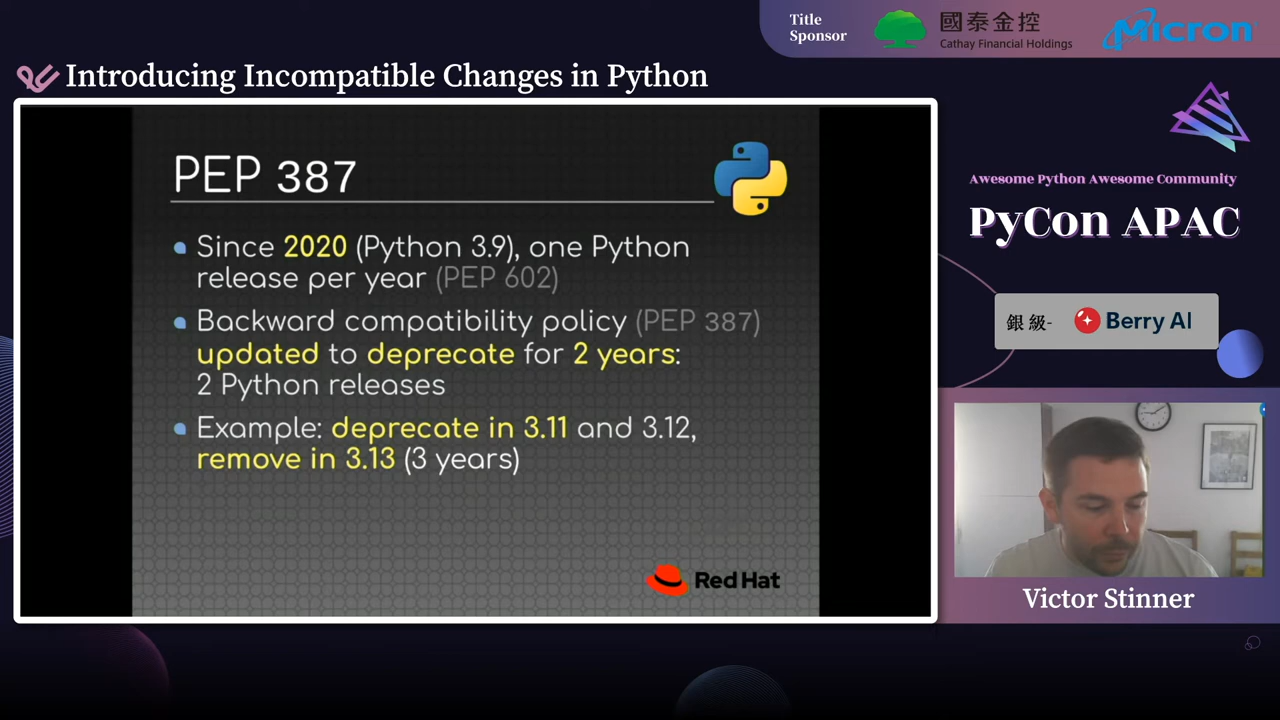 Title
Sponsor
國泰金控
Cathay Financial Holdings
Micron
Introducing Incompatible Changes in Python
PEP 387
Since 2020 (Python 3.9), one Python
release per year (PEP 602)
Backward compatibility policy (PEP 387)
updated to deprecate for 2 years:
2 Python releases
Example: deprecate in 3.11 and 3.12,
remove in 3.13 (3 years)
Red Hat
Awesome Python Awesome Community
PyCon APAC
銀級-
Berry AI
Victor Stinner